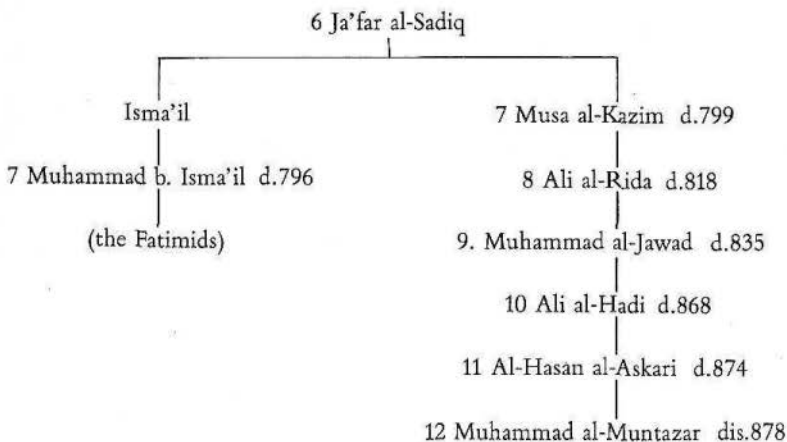 6 Ja'far al-Sadiq
Isma'il
7 Musa al-Kazim d.799
7 Muhammad b. Isma'il d.796
8 Ali al-Rida d.818
(the Fatimids)
9. Muhammad al-Jawad d.835
10 Ali al-Hadi d.868
11 Al-Hasan al-Askari d.874
12 Muhammad al-Muntazar dis.878